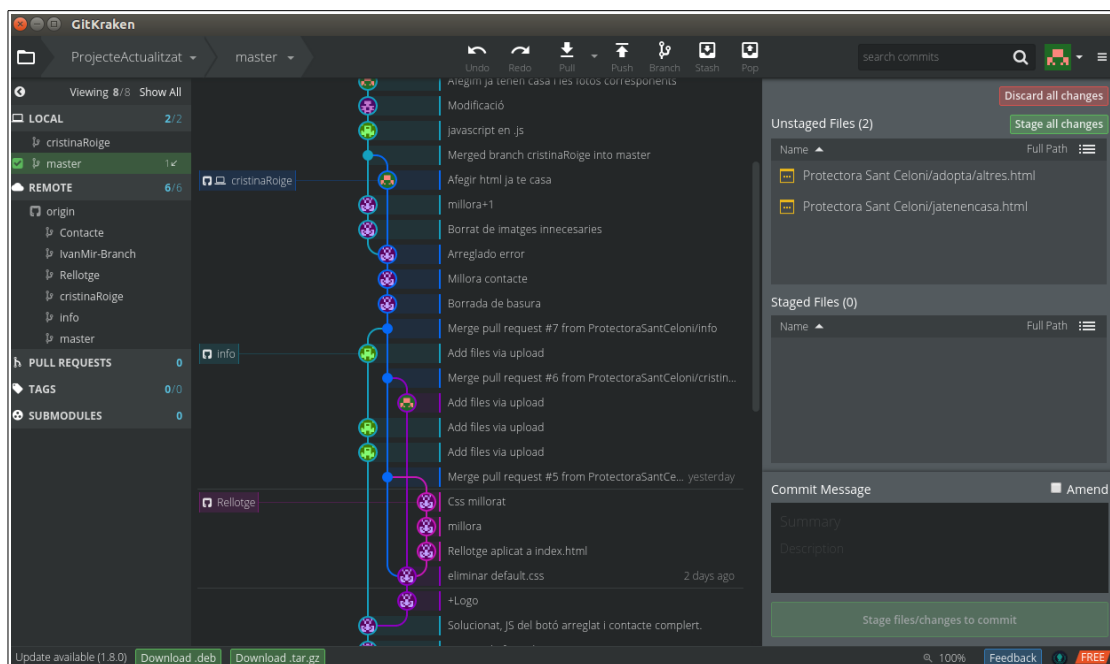 GitKraken
ProjecteActualitzat
master
Undo
Redo
Pull
Push
Branch
Stash
Pop
search commits
Viewing 8/8 Show All
LOCAL 2/2
cristinaRoige
master 1
REMOTE 6/6
origin
Contacte
IvanMir-Branch
Rellotge
cristinaRoige
info
master
PULL REQUESTS 0
TAGS 0/0
SUBMODULES 0
Afegim ja tenen casa i les fotos corresponents
Modificació
javascript en .js
Merged branch cristinaRoige into master
cristinaRoige
Afegir html ja te casa
millora+1
Borrat de imatges innecesaries
Arreglado error
Millora contacte
Borrada de basura
Merge pull request #7 from ProtectoraSantCeloni/info
info
Add files via upload
Merge pull request #6 from ProtectoraSantCeloni/cristin...
Add files via upload
Add files via upload
Add files via upload
Merge pull request #5 from ProtectoraSantCe... yesterday
Rellotge
Css millorat
millora
Rellotge aplicat a index.html
eliminar default.css 2 days ago
+Logo
Solucionat, JS del botó arreglat i contacte complert.
Discard all changes
Unstaged Files (2)
Stage all changes
Name Full Path
Protectora Sant Celoni/adopta/altres.html
Protectora Sant Celoni/jatenencasa.html
Staged Files (0)
Name Full Path
Commit Message
Amend
Summary
Description
Stage files/changes to commit
Update available (1.8.0)
Download .deb
Download .tar.gz
100%
Feedback
FREE